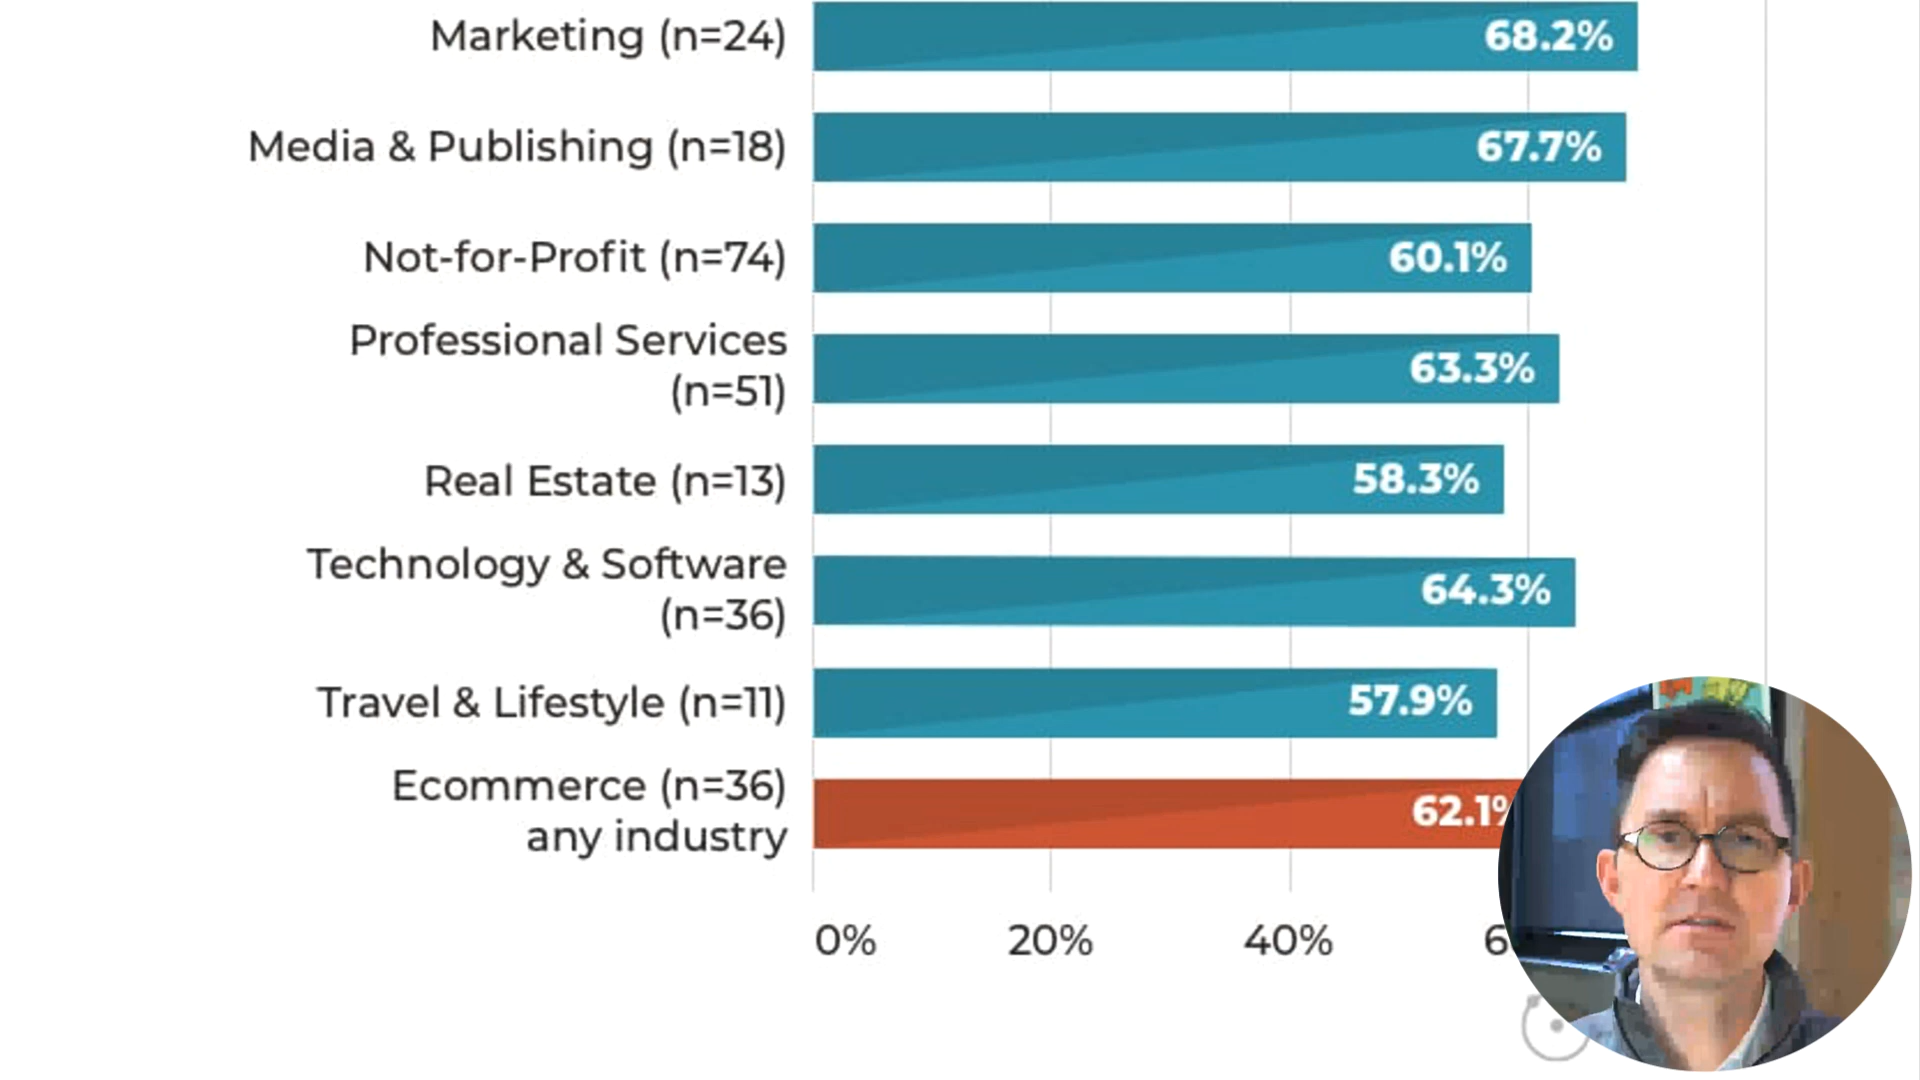 Marketing (n=24)
68.2%
Media & Publishing (n=18)
67.7%
Not-for-Profit (n=74)
60.1%
Professional Services
(n=51)
63.3%
Real Estate (n=13)
58.3%
Technology & Software
(n=36)
64.3%
Travel & Lifestyle (n=11)
57.9%
Ecommerce (n=36)
any industry
62.1%
0% 20% 40%